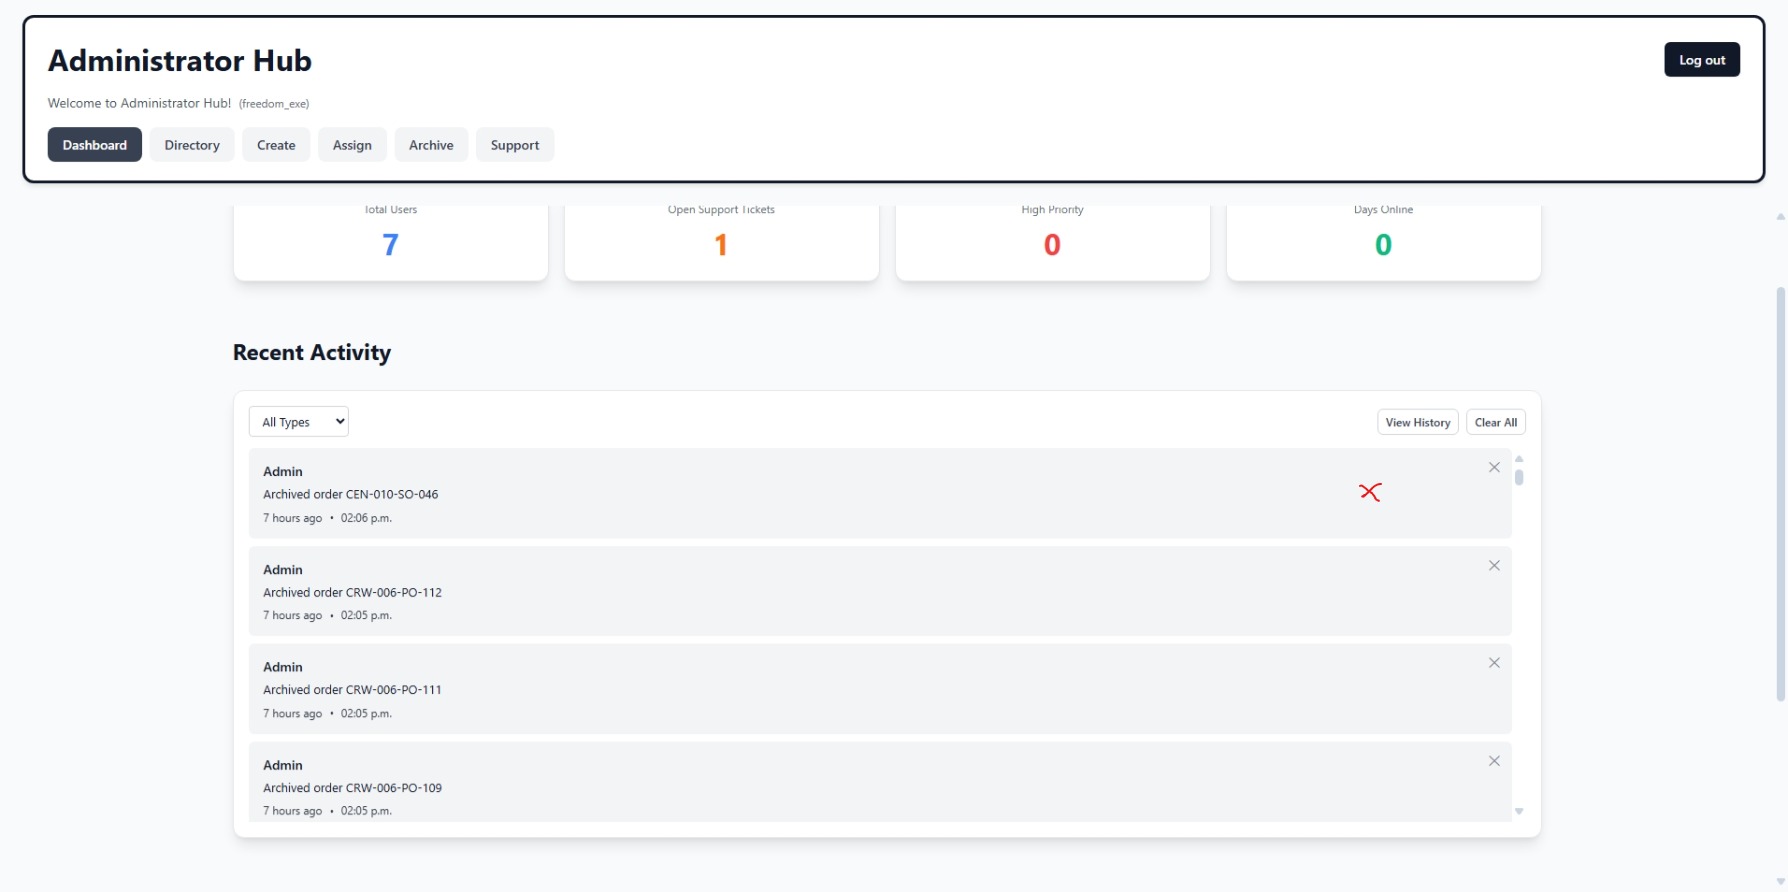 Administrator Hub
Log out
Welcome to Administrator Hub! (freedom_exe)
Dashboard Directory Create Assign Archive Support
Total Users Open Support Tickets High Priority Days Online
7 1 0 0
Recent Activity
All Types View History Clear All
Admin
Archived order CEN-010-SO-046
7 hours ago • 02:06 p.m.
Admin
Archived order CRW-006-PO-112
7 hours ago • 02:05 p.m.
Admin
Archived order CRW-006-PO-111
7 hours ago • 02:05 p.m.
Admin
Archived order CRW-006-PO-109
7 hours ago • 02:05 p.m.